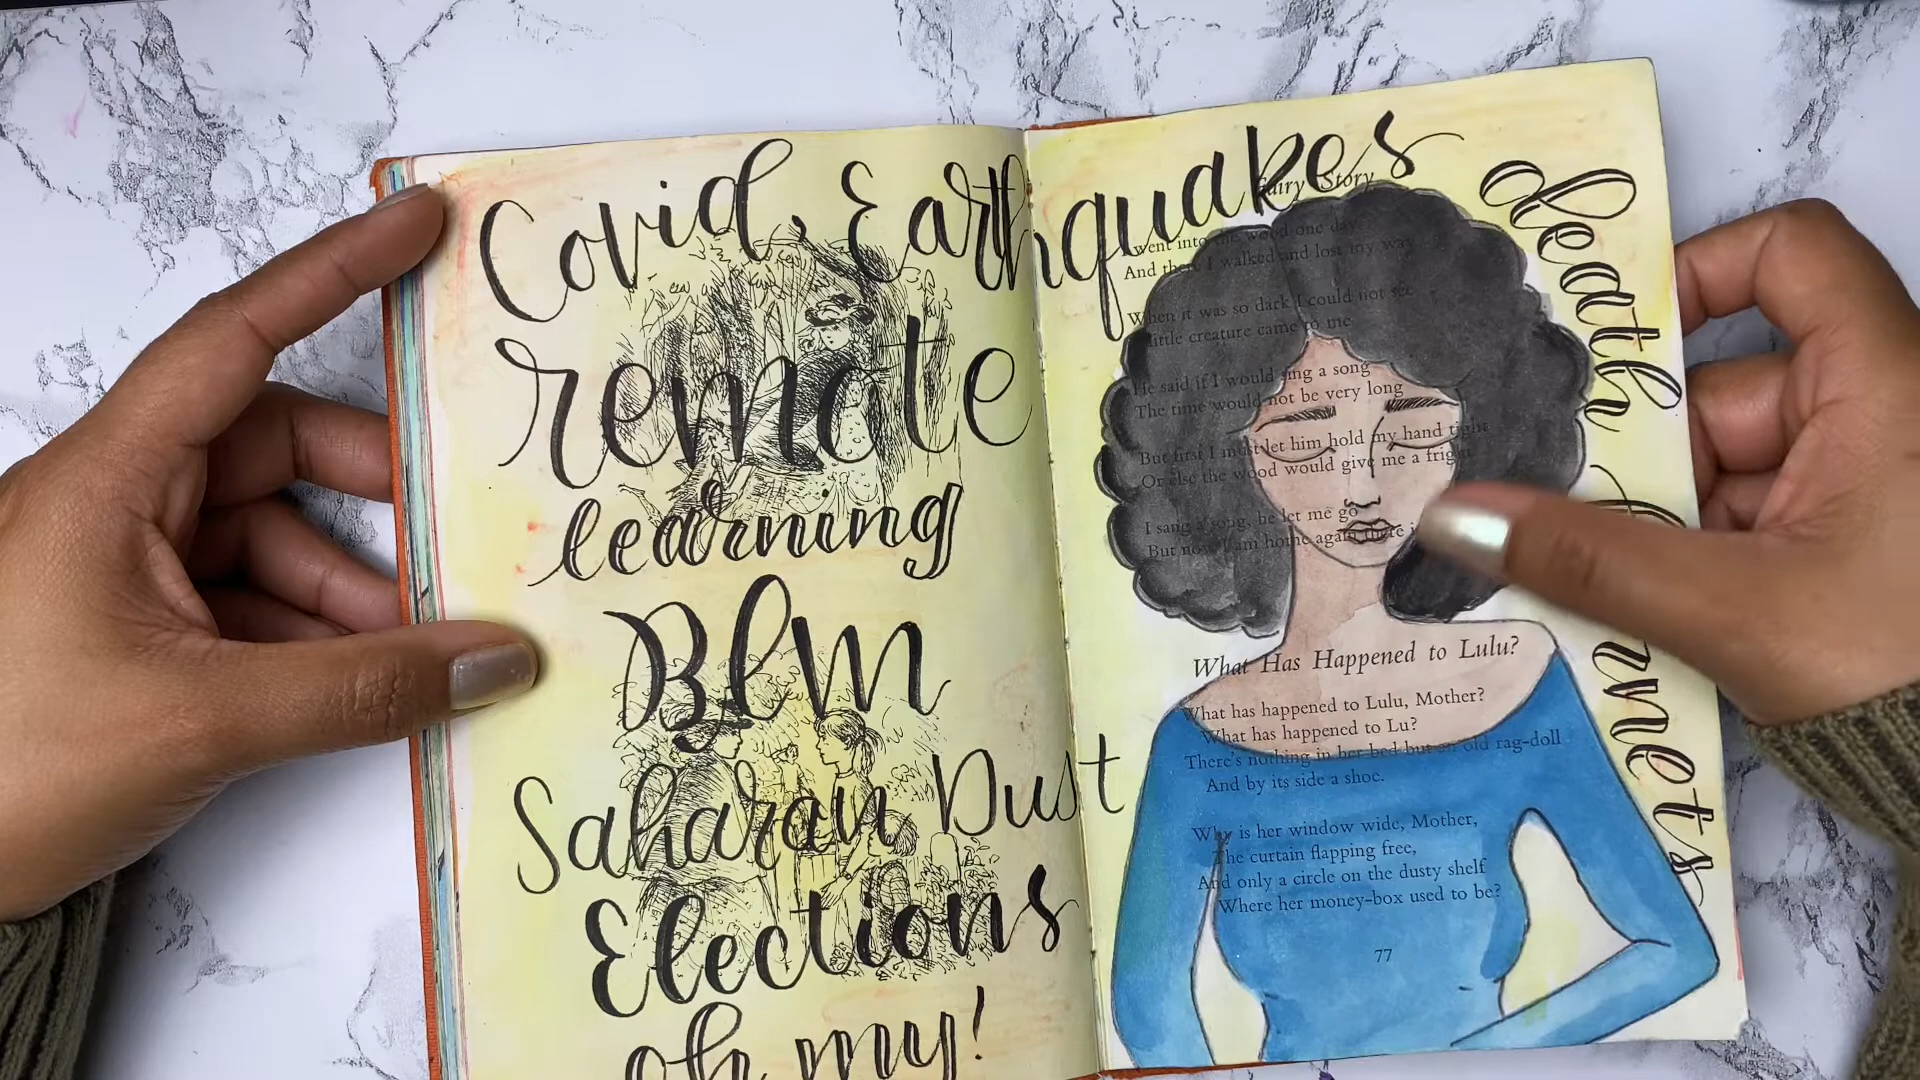 Covid, Earthquakes
remote
learning
Blm
Saharan Dust
Elections
oh my!
death
Fairy Story
went into the wood one day
And there I walked and lost my way
When it was so dark I could not see
little creature came to me
He said if I would sing a song
The time would not be very long
But first I must let him hold my hand tight
Or else the wood would give me a fright
I sang a song, he let me go
But now I am home again there
What Has Happened to Lulu?
What has happened to Lulu, Mother?
What has happened to Lu?
There's nothing in her bed but an old rag-doll
And by its side a shoe.
Why is her window wide, Mother,
The curtain flapping free,
And only a circle on the dusty shelf
Where her money-box used to be?
77